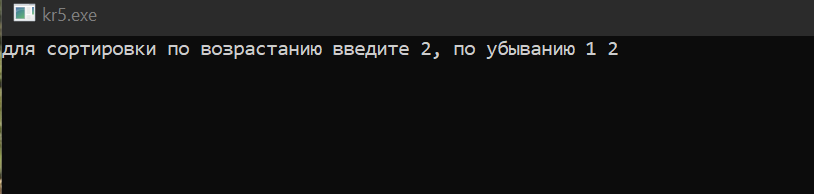 kr5.exe
для сортировки по возрастанию введите 2, по убыванию 1 2